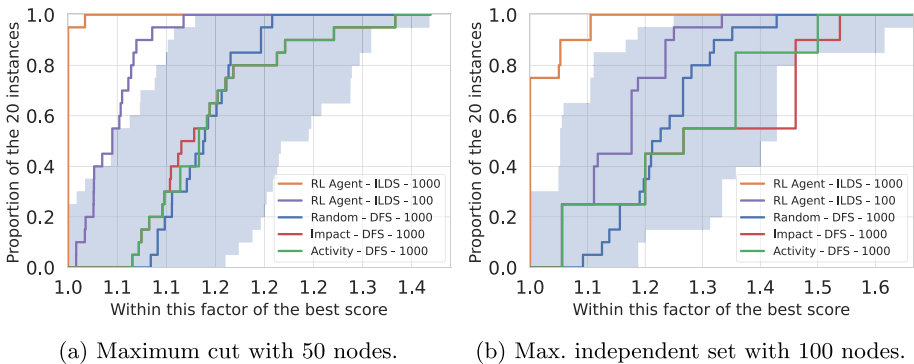 Proportion of the 20 instances
1.0
0.8
0.6
0.4
0.2
0.0
RL Agent – ILDS – 1000
RL Agent – ILDS – 100
Random – DFS – 1000
Impact – DFS – 1000
Activity – DFS – 1000
1.0 1.1 1.1 1.2 1.2 1.2 1.3 1.4
Within this factor of the best score
(a) Maximum cut with 50 nodes.
Proportion of the 20 instances
1.0
0.8
0.6
0.4
0.2
0.0
RL Agent – ILDS – 1000
RL Agent – ILDS – 100
Random – DFS – 1000
Impact – DFS – 1000
Activity – DFS – 1000
1.0 1.1 1.2 1.3 1.4 1.5 1.6
Within this factor of the best score
(b) Max. independent set with 100 nodes.